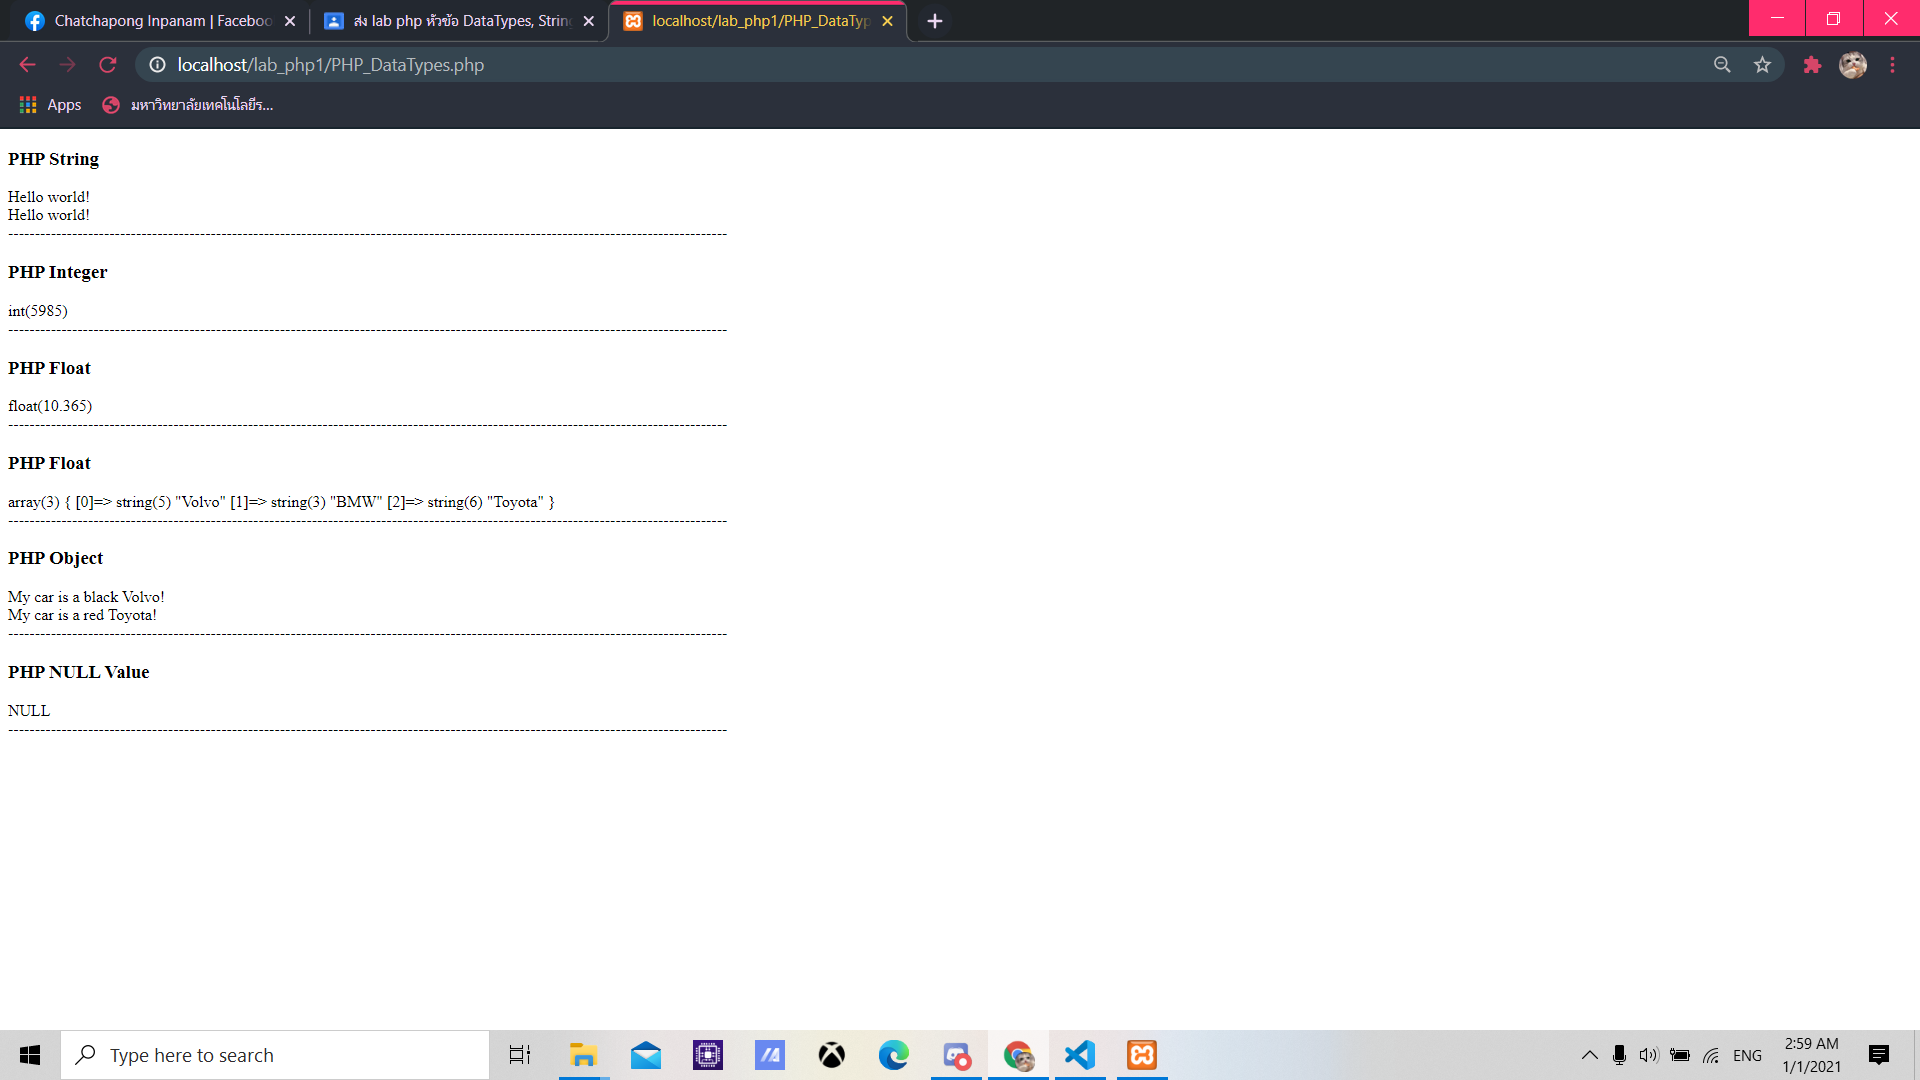 Chatchapong Inpanam | Faceboo
ส่ง lab php หัวข้อ DataTypes, String
localhost/lab_php1/PHP_DataTyp
localhost/lab_php1/PHP_DataTypes.php
Apps
มหาวิทยาลัยเทคโนโลยีร...
PHP String
Hello world!
Hello world!
---------------------------------------------------------------------------------------------------------------------------------------
PHP Integer
int(5985)
---------------------------------------------------------------------------------------------------------------------------------------
PHP Float
float(10.365)
---------------------------------------------------------------------------------------------------------------------------------------
PHP Float
array(3) { [0]=> string(5) "Volvo" [1]=> string(3) "BMW" [2]=> string(6) "Toyota" }
---------------------------------------------------------------------------------------------------------------------------------------
PHP Object
My car is a black Volvo!
My car is a red Toyota!
---------------------------------------------------------------------------------------------------------------------------------------
PHP NULL Value
NULL
---------------------------------------------------------------------------------------------------------------------------------------
Type here to search
ENG
2:59 AM
1/1/2021